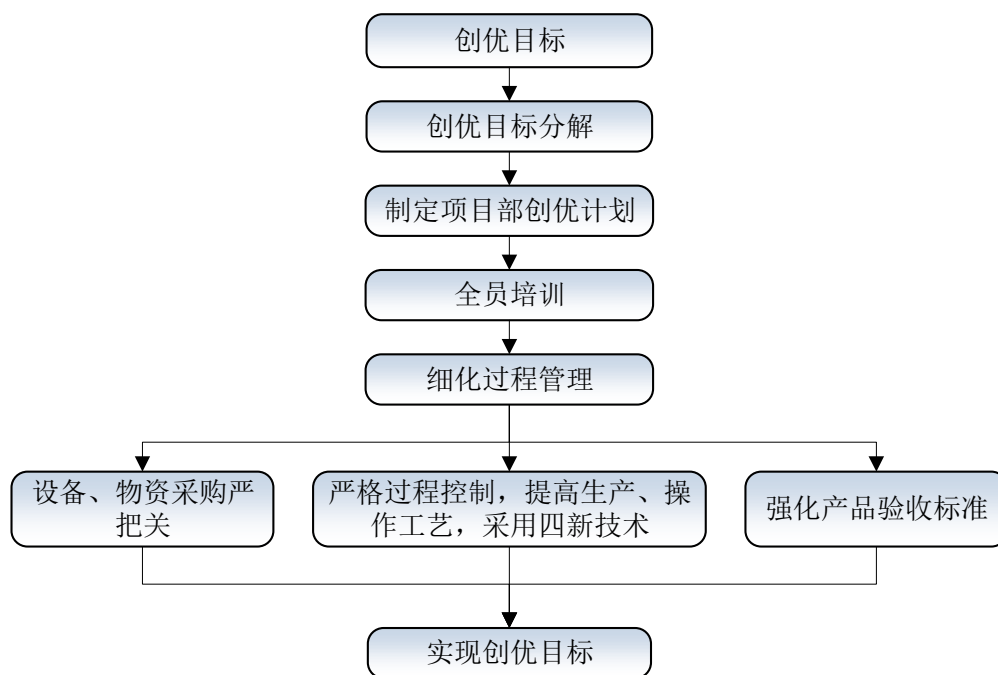 创优目标
创优目标分解
制定项目部创优计划
全员培训
细化过程管理
设备、物资采购严
把关
严格过程控制，提高生产、操
作工艺，采用四新技术
强化产品验收标准
实现创优目标